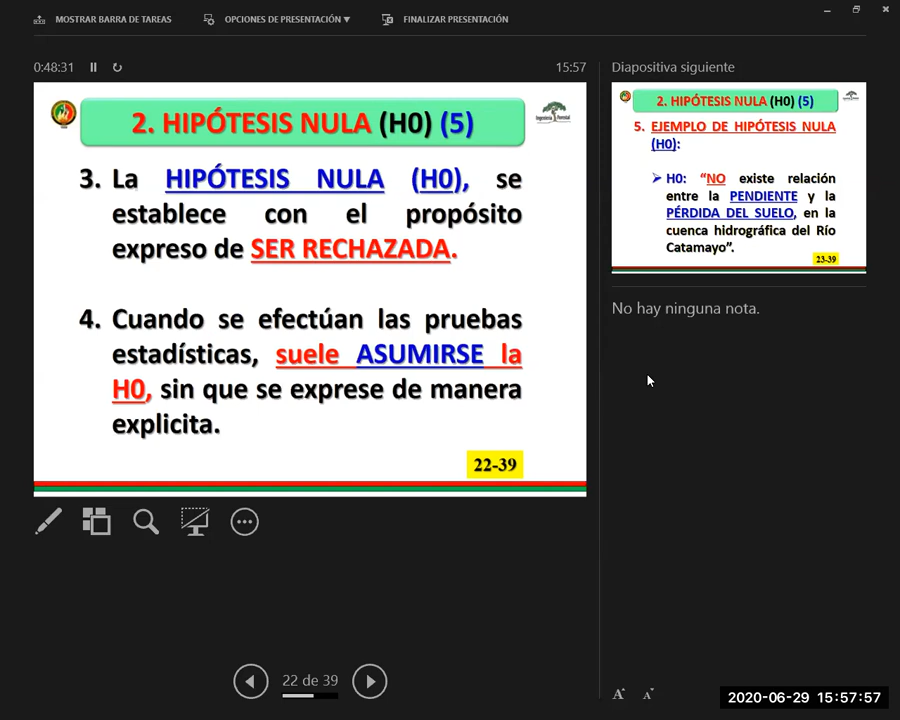 MOSTRAR BARRA DE TAREAS
OPCIONES DE PRESENTACIÓN ▼
FINALIZAR PRESENTACIÓN
0:48:31
15:57
2. HIPÓTESIS NULA (H0) (5)
3. La HIPÓTESIS NULA (H0), se
establece con el propósito
expreso de SER RECHAZADA.
4. Cuando se efectúan las pruebas
estadísticas, suele ASUMIRSE la
H0, sin que se exprese de manera
explicita.
22-39
Diapositiva siguiente
2. HIPÓTESIS NULA (H0) (5)
5. EJEMPLO DE HIPÓTESIS NULA
(H0):
➢ H0: “NO existe relación
entre la PENDIENTE y la
PÉRDIDA DEL SUELO, en la
cuenca hidrográfica del Río
Catamayo”.
23-39
No hay ninguna nota.
22 de 39
A A
2020-06-29 15:57:57